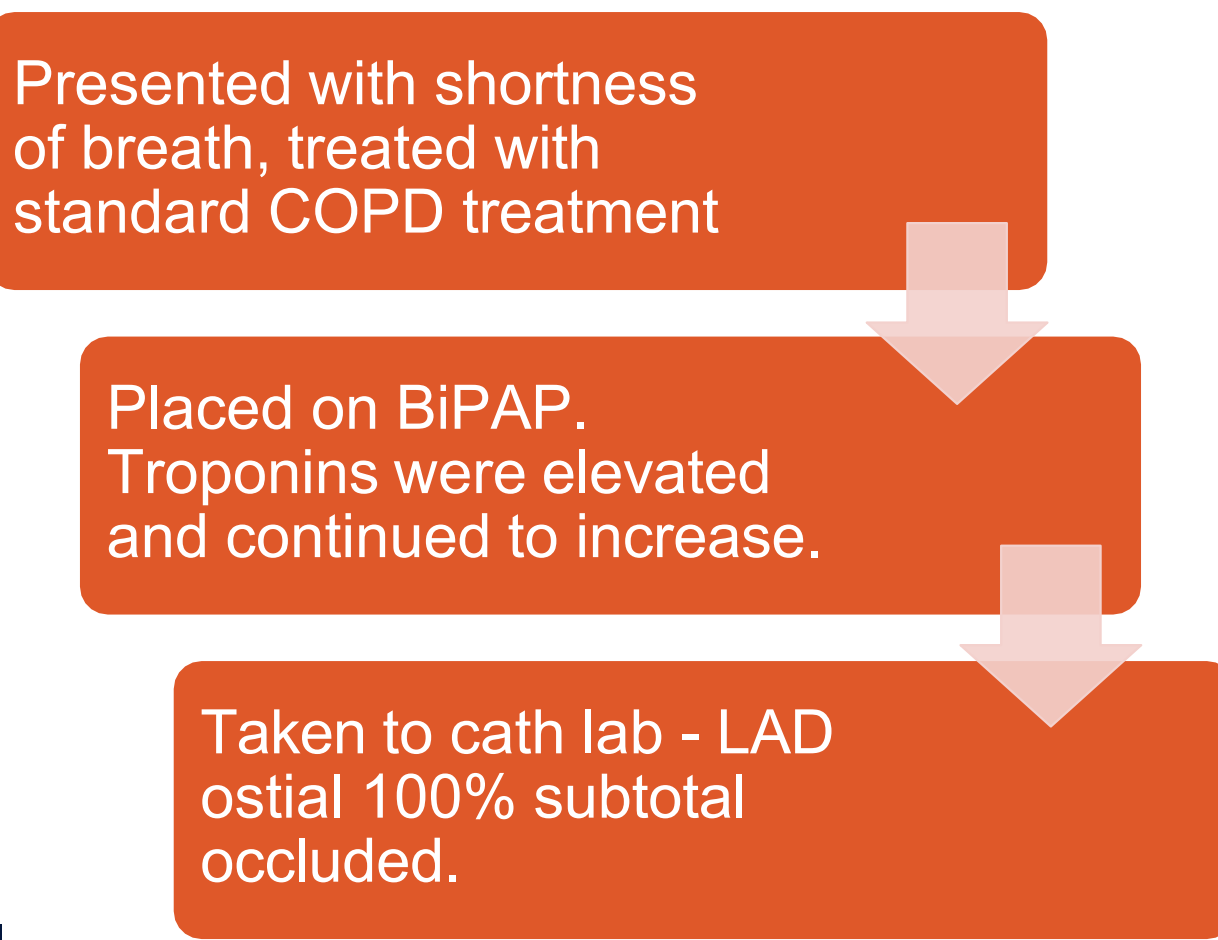 Presented with shortness
of breath, treated with
standard COPD treatment
Placed on BiPAP.
Troponins were elevated
and continued to increase.
Taken to cath lab - LAD
ostial 100% subtotal
occluded.